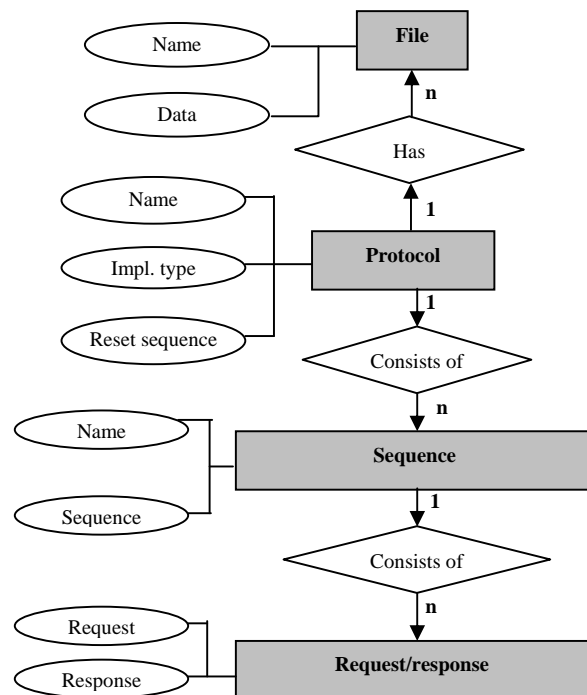 Name
File
Data
n
Has
Name
1
Impl. type
Protocol
Reset sequence
1
Consists of
n
Name
Sequence
Sequence
1
Consists of
n
Request
Response
Request/response